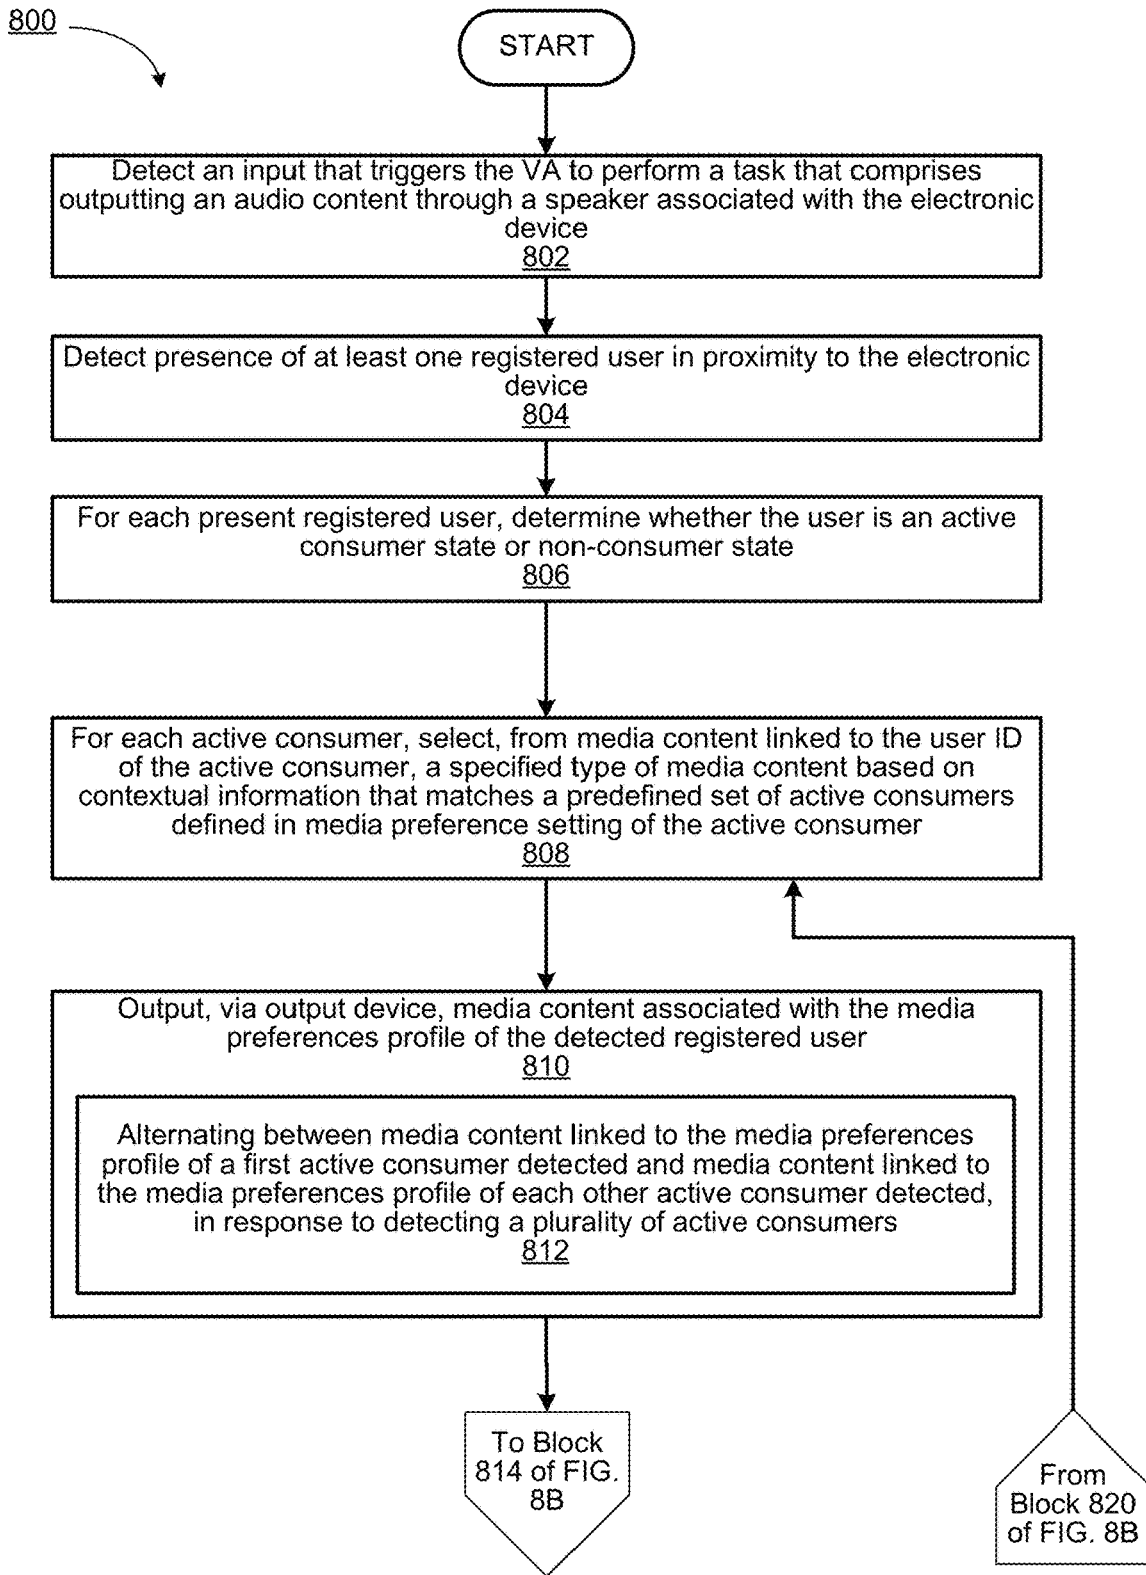 800
START
Detect an input that triggers the VA to perform a task that comprises
outputting an audio content through a speaker associated with the electronic
device
802
Detect presence of at least one registered user in proximity to the electronic
device
804
For each present registered user, determine whether the user is an active
consumer state or non-consumer state
806
For each active consumer, select, from media content linked to the user ID
of the active consumer, a specified type of media content based on
contextual information that matches a predefined set of active consumers
defined in media preference setting of the active consumer
808
Output, via output device, media content associated with the media
preferences profile of the detected registered user
810
Alternating between media content linked to the media preferences
profile of a first active consumer detected and media content linked to
the media preferences profile of each other active consumer detected,
in response to detecting a plurality of active consumers
812
To Block
814 of FIG.
8B
From
Block 820
of FIG. 8B